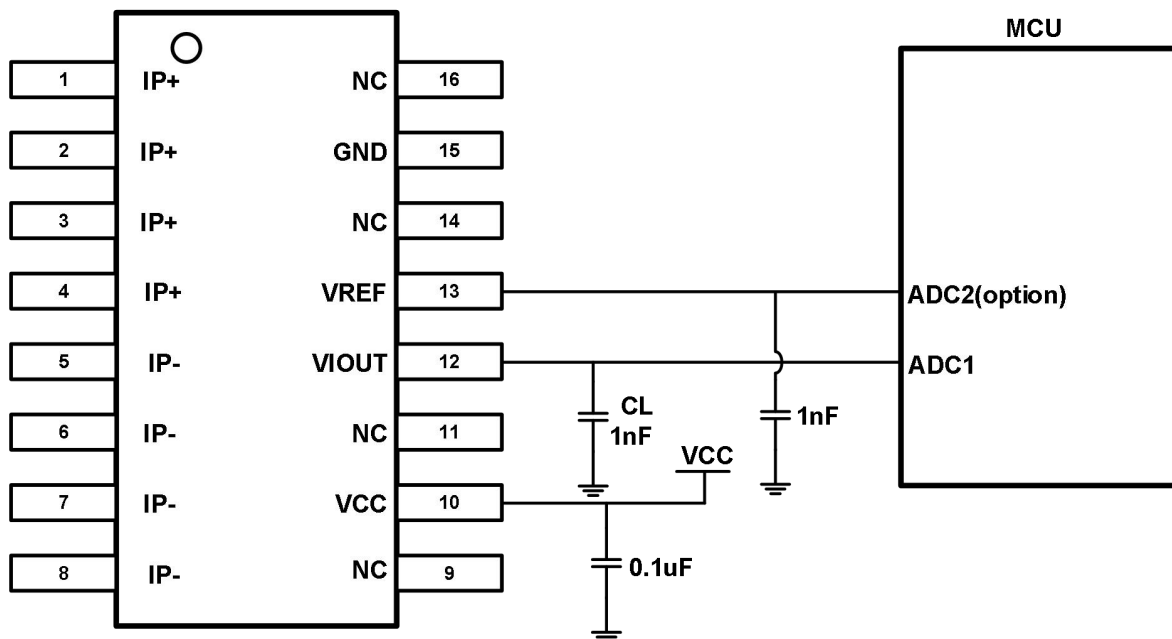 MCU
1 IP+ NC 16
2 IP+ GND 15
3 IP+ NC 14
4 IP+ VREF 13 ADC2(option)
5 IP- VIOUT 12 ADC1
CL
1nF
1nF
6 IP- NC 11
VCC
7 IP- VCC 10
0.1uF
8 IP- NC 9